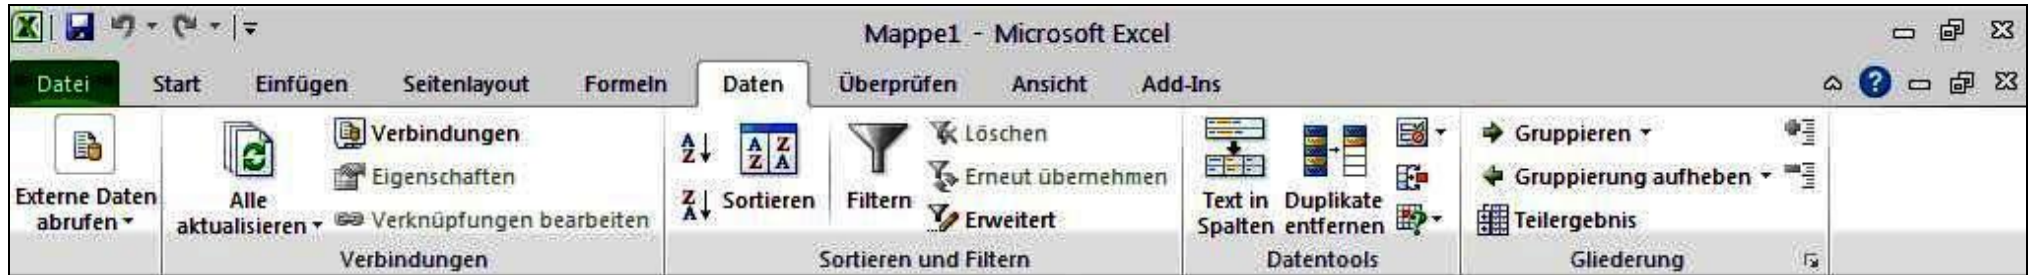 Mappe1 - Microsoft Excel
Datei Start Einfügen Seitenlayout Formeln Daten Überprüfen Ansicht Add-Ins
Externe Daten
abrufen
Alle
aktualisieren
Verbindungen
Eigenschaften
Verknüpfungen bearbeiten
Verbindungen
A
Z
Z
A
A Z
Z A
Sortieren
Filtern
Löschen
Erneut übernehmen
Erweitert
Sortieren und Filtern
Text in
Spalten
Duplikate
entfernen
Datentools
Gruppieren
Gruppierung aufheben
Teilergebnis
Gliederung